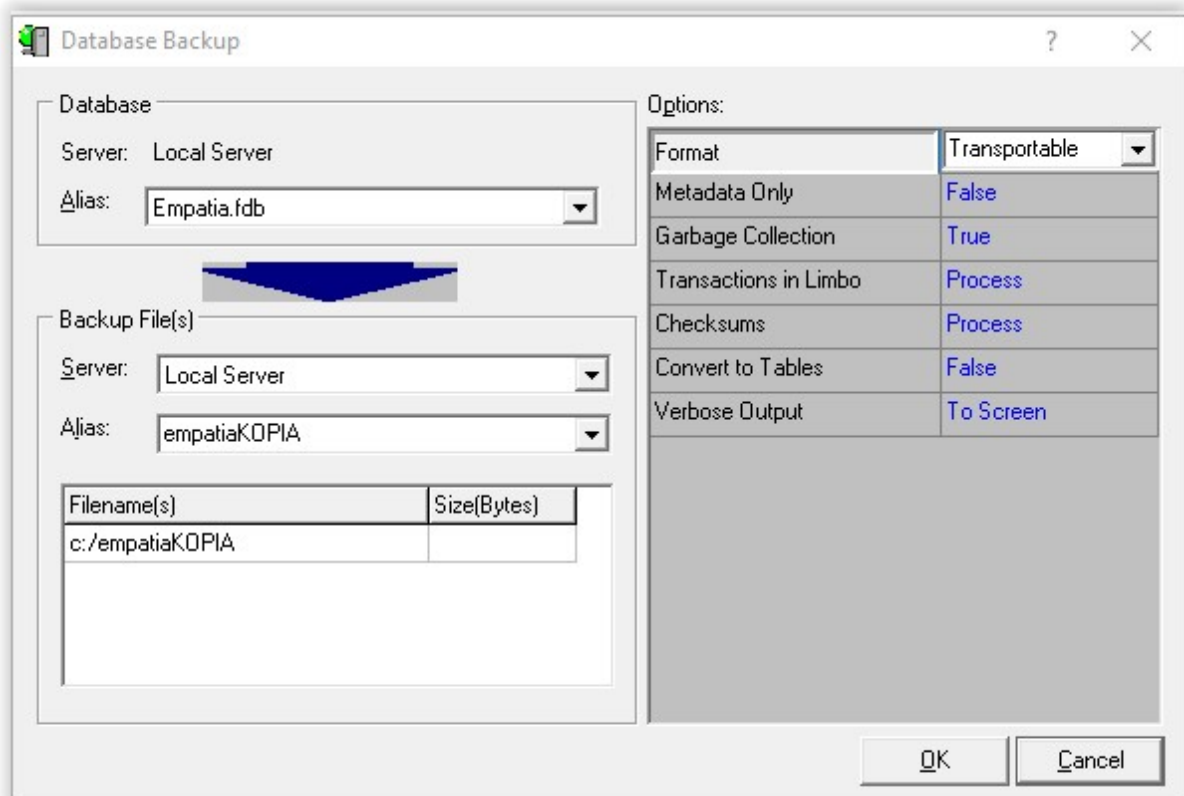 Database Backup
Database
Server: Local Server
Alias: Empatia.fdb
Backup File(s)
Server: Local Server
Alias: empatiaKOPIA
Filename(s) Size(Bytes)
c:/empatiaKOPIA
Options:
Format Transportable
Metadata Only False
Garbage Collection True
Transactions in Limbo Process
Checksums Process
Convert to Tables False
Verbose Output To Screen
OK Cancel